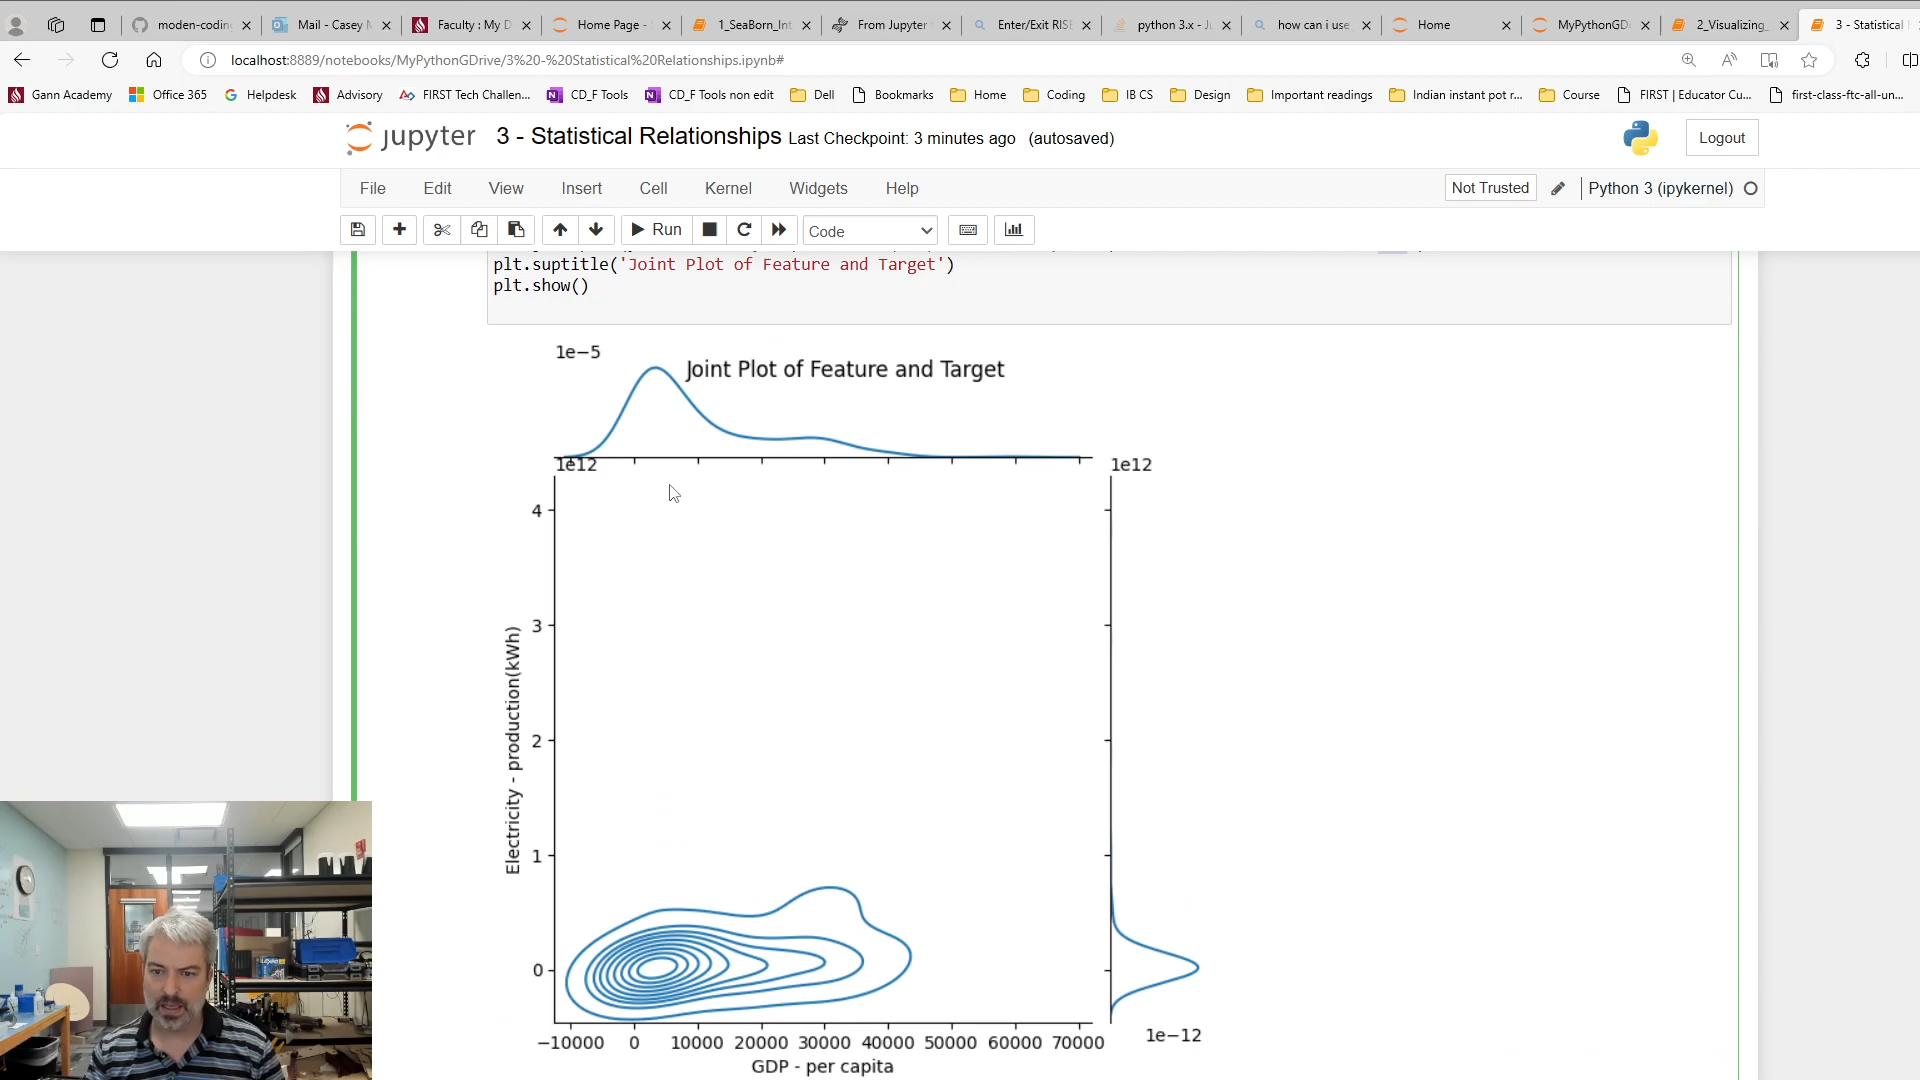 moden-coding
Mail - Casey M
Faculty : My D
Home Page -
1_SeaBorn_Int
From Jupyter
Enter/Exit RISE
python 3.x - Ju
how can i use
Home
MyPythonGD
2_Visualizing_
3 - Statistical
localhost:8889/notebooks/MyPythonGDrive/3%20-%20Statistical%20Relationships.ipynb#
Gann Academy
Office 365
Helpdesk
Advisory
FIRST Tech Challen...
CD_F Tools
CD_F Tools non edit
Dell
Bookmarks
Home
Coding
IB CS
Design
Important readings
Indian instant pot r...
Course
FIRST | Educator Cu...
first-class-ftc-all-un...
jupyter 3 - Statistical Relationships Last Checkpoint: 3 minutes ago (autosaved)
Logout
File Edit View Insert Cell Kernel Widgets Help
Not Trusted
Python 3 (ipykernel)
Run
Code
plt.suptitle('Joint Plot of Feature and Target')
plt.show()
1e−5
Joint Plot of Feature and Target
1e12
1e12
4
3
2
1
0
Electricity - production(kWh)
1e−12
−10000 0 10000 20000 30000 40000 50000 60000 70000
GDP - per capita